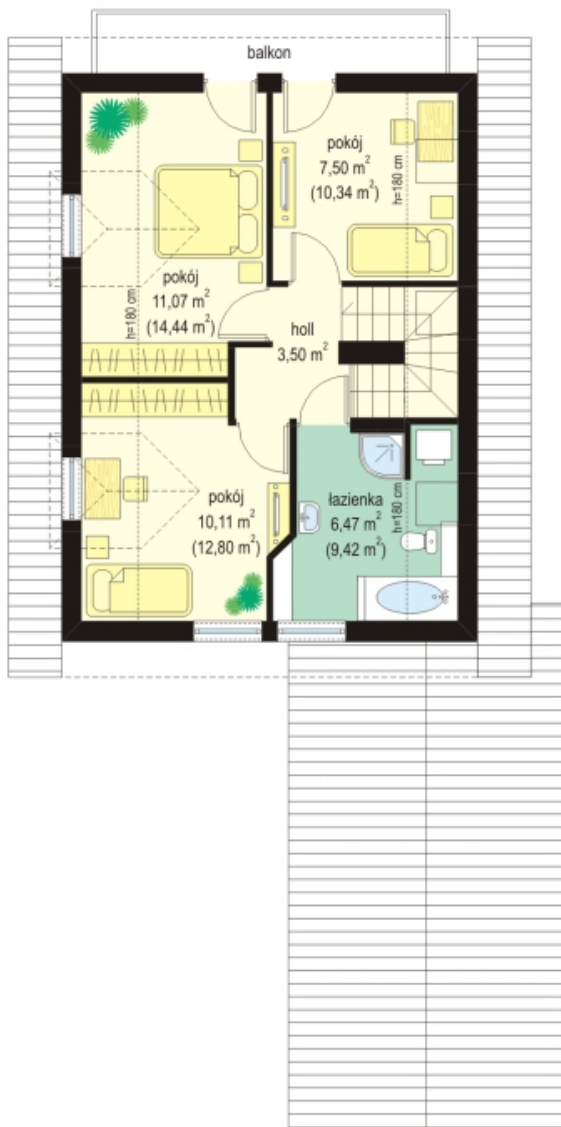 balkon
pokój
7,50 m²
(10,34 m²)
h=180 cm
pokój
11,07 m²
(14,44 m²)
h=180 cm
holl
3,50 m²
pokój
10,11 m²
(12,80 m²)
łazienka
6,47 m²
(9,42 m²)
h=180 cm